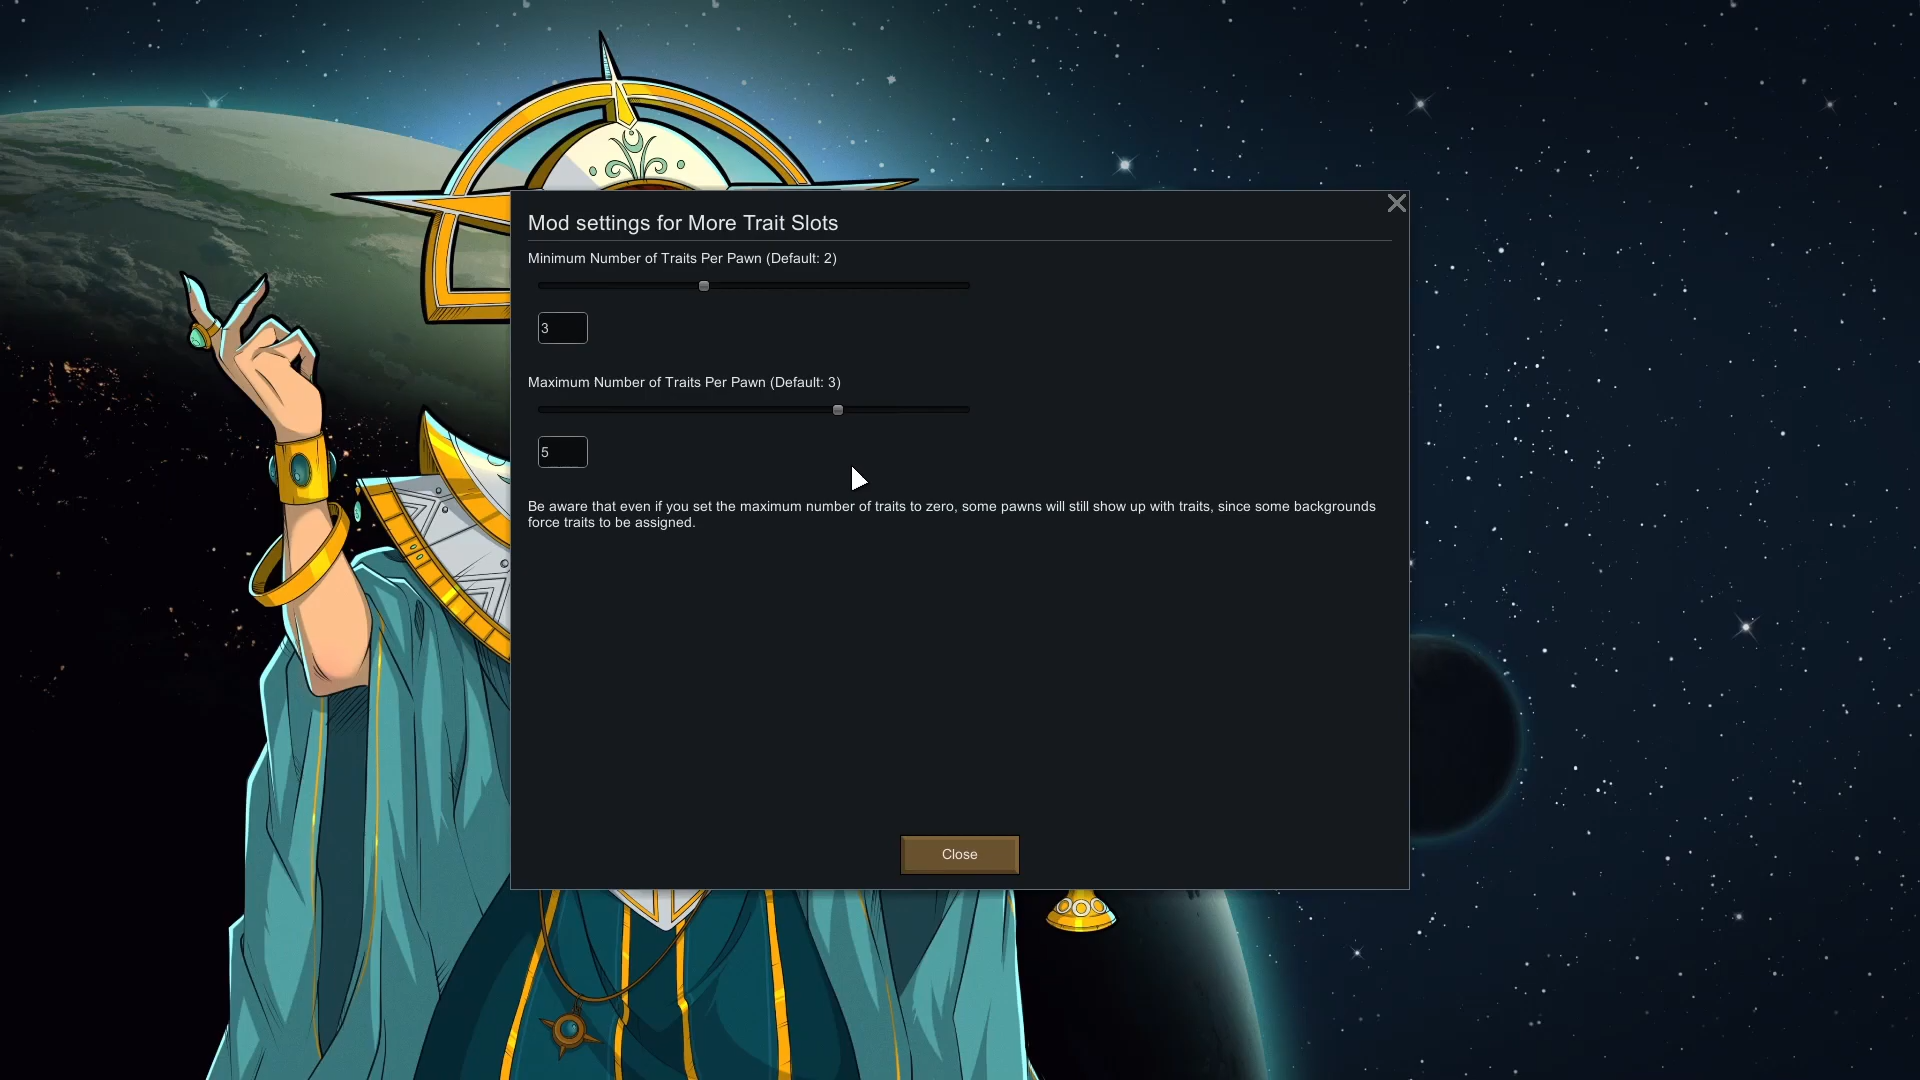 Mod settings for More Trait Slots
Minimum Number of Traits Per Pawn (Default: 2)
3
Maximum Number of Traits Per Pawn (Default: 3)
5
Be aware that even if you set the maximum number of traits to zero, some pawns will still show up with traits, since some backgrounds
force traits to be assigned.
Close